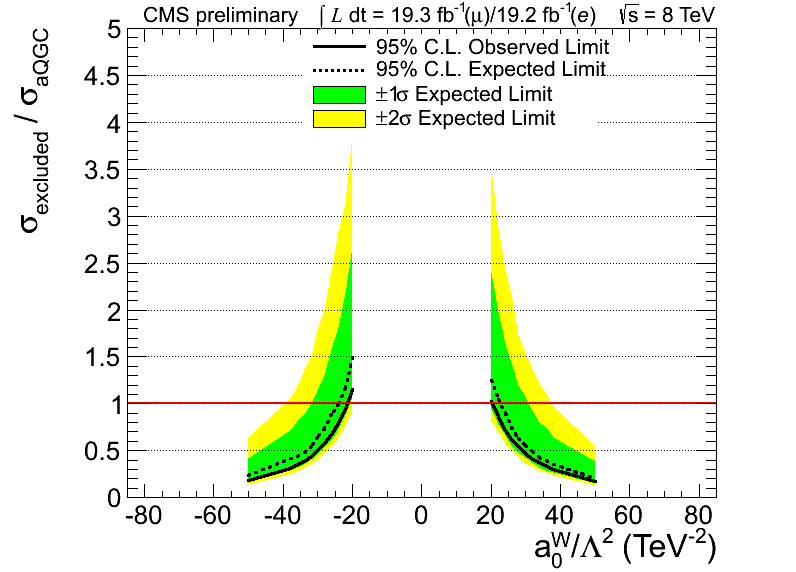 CMS preliminary ∫ L dt = 19.3 fb⁻¹(μ)/19.2 fb⁻¹(e) √s = 8 TeV
95% C.L. Observed Limit
95% C.L. Expected Limit
±1σ Expected Limit
±2σ Expected Limit
σexcluded / σaQGC
5
4.5
4
3.5
3
2.5
2
1.5
1
0.5
0
-80 -60 -40 -20 0 20 40 60 80
a₀ᵂ/Λ² (TeV⁻²)